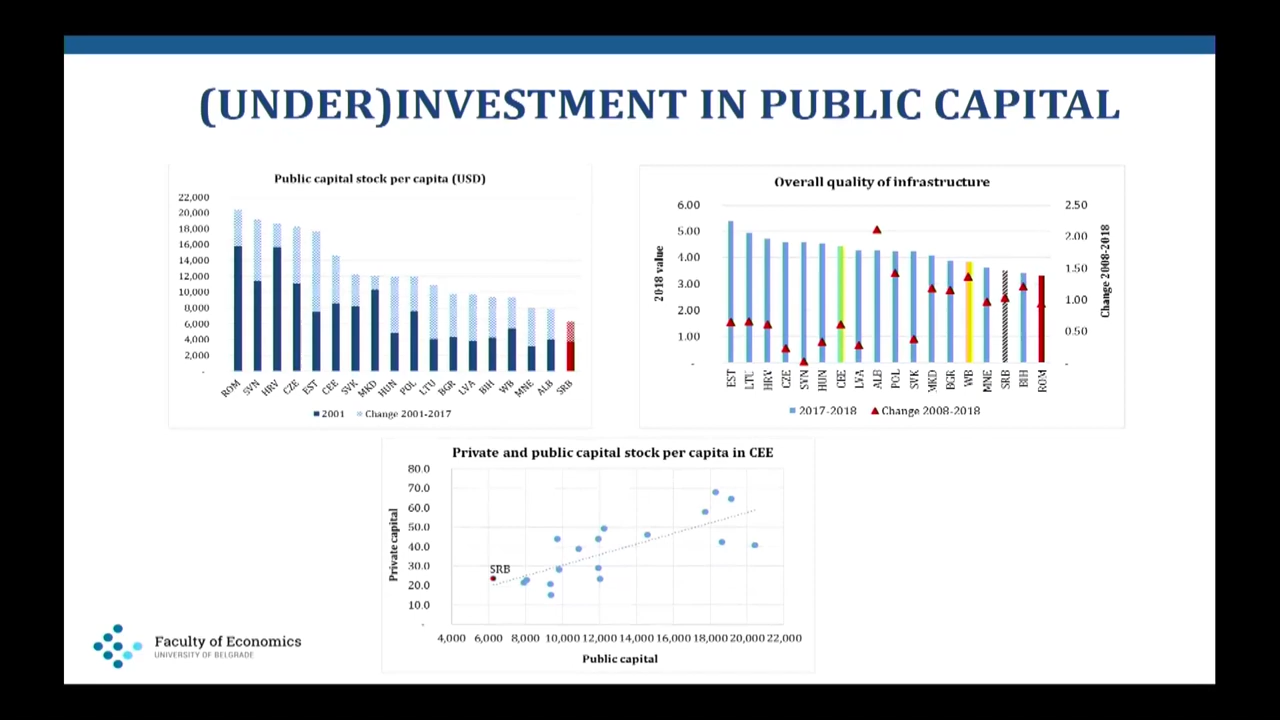 (UNDER)INVESTMENT IN PUBLIC CAPITAL
Public capital stock per capita (USD)
22,000
20,000
18,000
16,000
14,000
12,000
10,000
8,000
6,000
4,000
2,000
-
ROM SVN HRV CZE EST CEE SVK MKD HUN POL LTU BGR LVA BIH WB MNE ALB SRB
2001 Change 2001-2017
Overall quality of infrastructure
6.00
5.00
4.00
3.00
2.00
1.00
-
2018 value
2.50
2.00
1.50
1.00
0.50
-
Change 2008-2018
EST LTU HRV CZE SVN HUN CEE LVA ALB POL SVK MKD BGR WB MNE SRB BIH ROM
2017-2018 Change 2008-2018
Private and public capital stock per capita in CEE
80.0
70.0
60.0
50.0
40.0
30.0
20.0
10.0
-
Private capital
SRB
4,000 6,000 8,000 10,000 12,000 14,000 16,000 18,000 20,000 22,000
Public capital
Faculty of Economics
UNIVERSITY OF BELGRADE